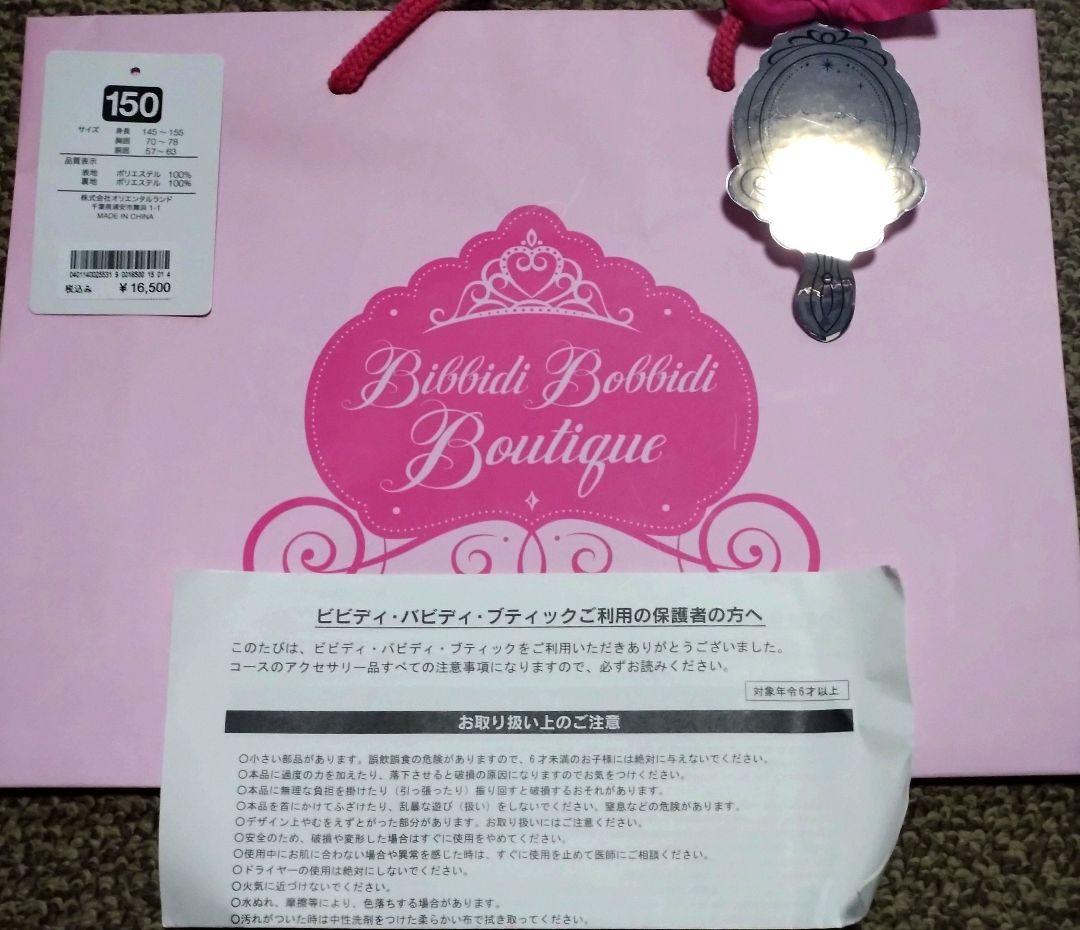 150
サイズ 身長 145～155
胸囲 70～78
胴囲 57～63
品質表示
表地 ポリエステル 100%
裏地 ポリエステル 100%
株式会社オリエンタルランド
千葉県浦安市舞浜 1-1
MADE IN CHINA
0401140025531 9 0016500 15 01 4
税込み ¥16,500
Bibbidi Bobbidi
Boutique
ビビディ・バビディ・ブティックご利用の保護者の方へ
このたびは、ビビディ・バビディ・ブティックをご利用いただきありがとうございました。
コースのアクセサリー品すべての注意事項になりますので、必ずお読みください。
対象年令6才以上
お取り扱い上のご注意
○小さい部品があります。誤飲誤食の危険がありますので、6才未満のお子様には絶対に与えないでください。
○本品に過度の力を加えたり、落下させると破損の原因になりますのでお気をつけください。
○本品に無理な負担を掛けたり（引っ張ったり）振り回すと破損するおそれがあります。
○本品を首にかけてふざけたり、乱暴な遊び（扱い）をしないでください。窒息などの危険があります。
○デザイン上やむをえずとがった部分があります。お取り扱いにはご注意ください。
○安全のため、破損や変形した場合はすぐに使用をやめてください。
○使用中にお肌に合わない場合や異常を感じた時は、すぐに使用を止めて医師にご相談ください。
○ドライヤーの使用は絶対にしないでください。
○火気に近づけないでください。
○水ぬれ、摩擦等により、色落ちする場合があります。
○汚れがついた時は中性洗剤をつけた柔らかい布で拭き取ってください。